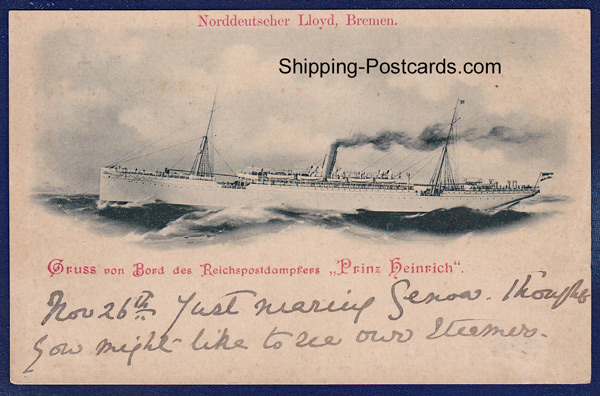 Norddeutscher Lloyd, Bremen.
Shipping-Postcards.com
Gruss von Bord des Reichspostdampfers „Prinz Heinrich“.
Nov 26th Just nearing Genoa. Thought
you might like to see our steamer.